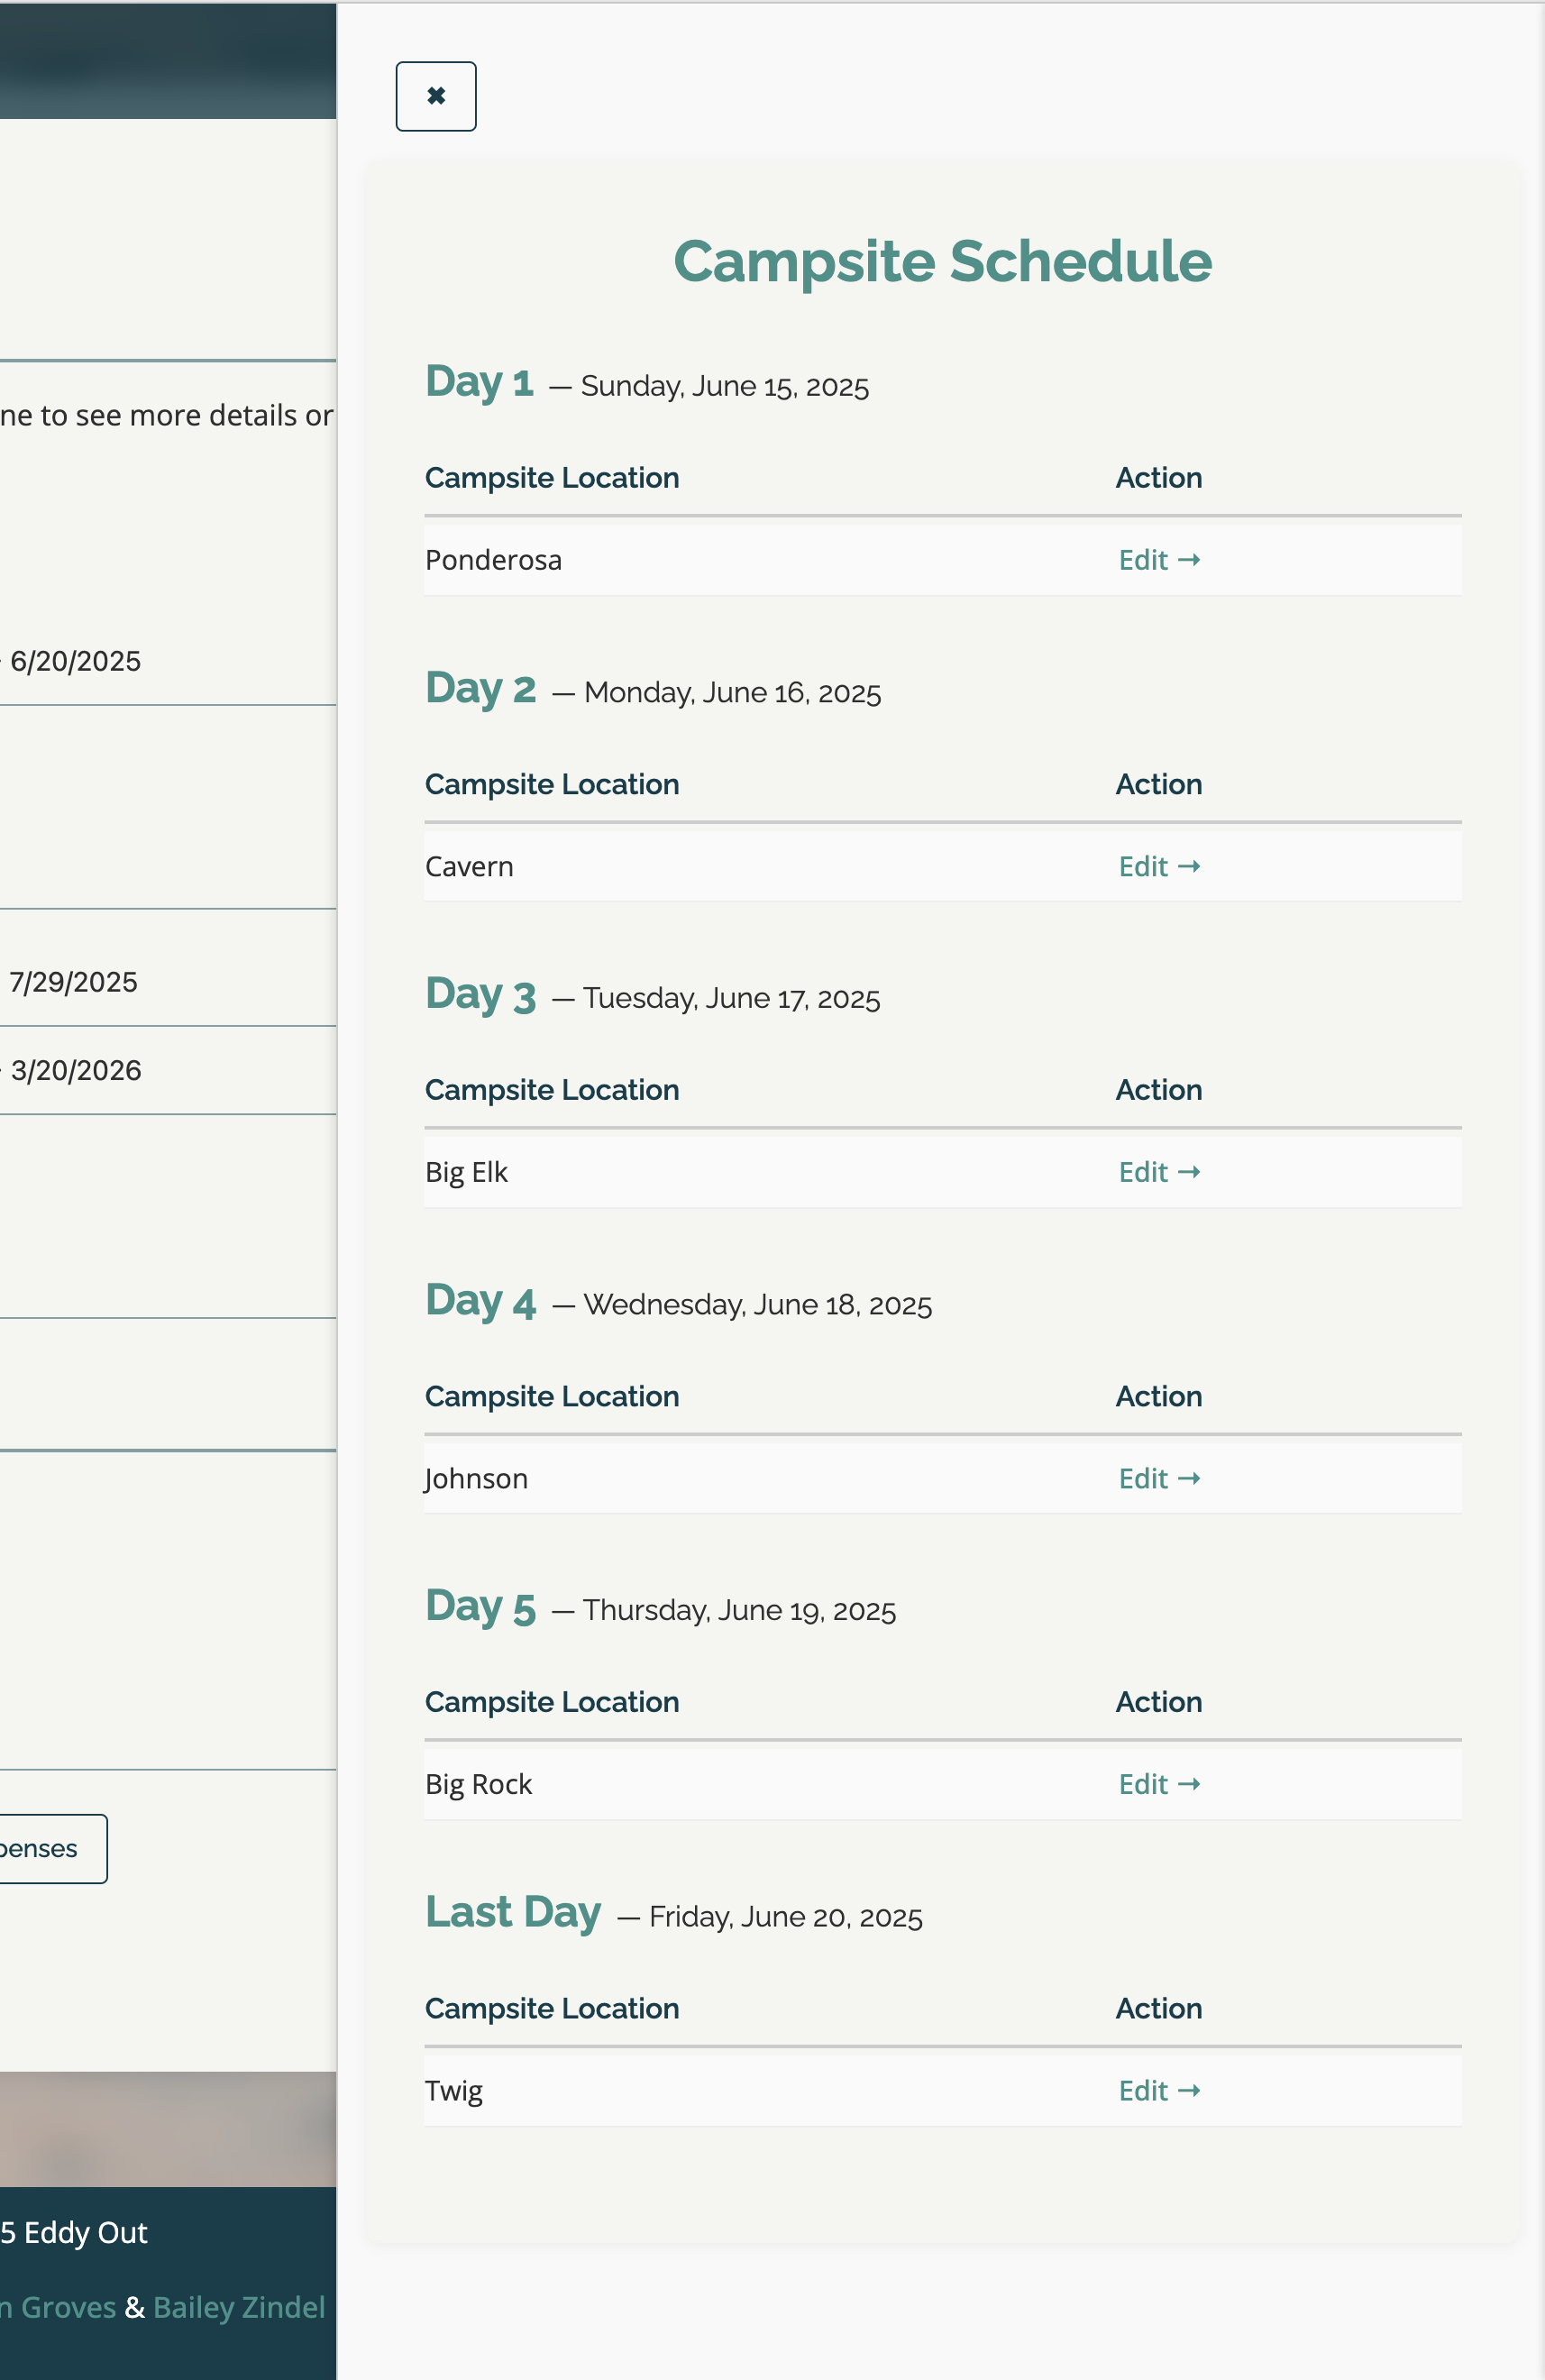 ✖
Campsite Schedule
Day 1 — Sunday, June 15, 2025
Campsite Location Action
Ponderosa Edit →
Day 2 — Monday, June 16, 2025
Campsite Location Action
Cavern Edit →
Day 3 — Tuesday, June 17, 2025
Campsite Location Action
Big Elk Edit →
Day 4 — Wednesday, June 18, 2025
Campsite Location Action
Johnson Edit →
Day 5 — Thursday, June 19, 2025
Campsite Location Action
Big Rock Edit →
Last Day — Friday, June 20, 2025
Campsite Location Action
Twig Edit →
ne to see more details or
6/20/2025
7/29/2025
3/20/2026
penses
5 Eddy Out
n Groves & Bailey Zindel